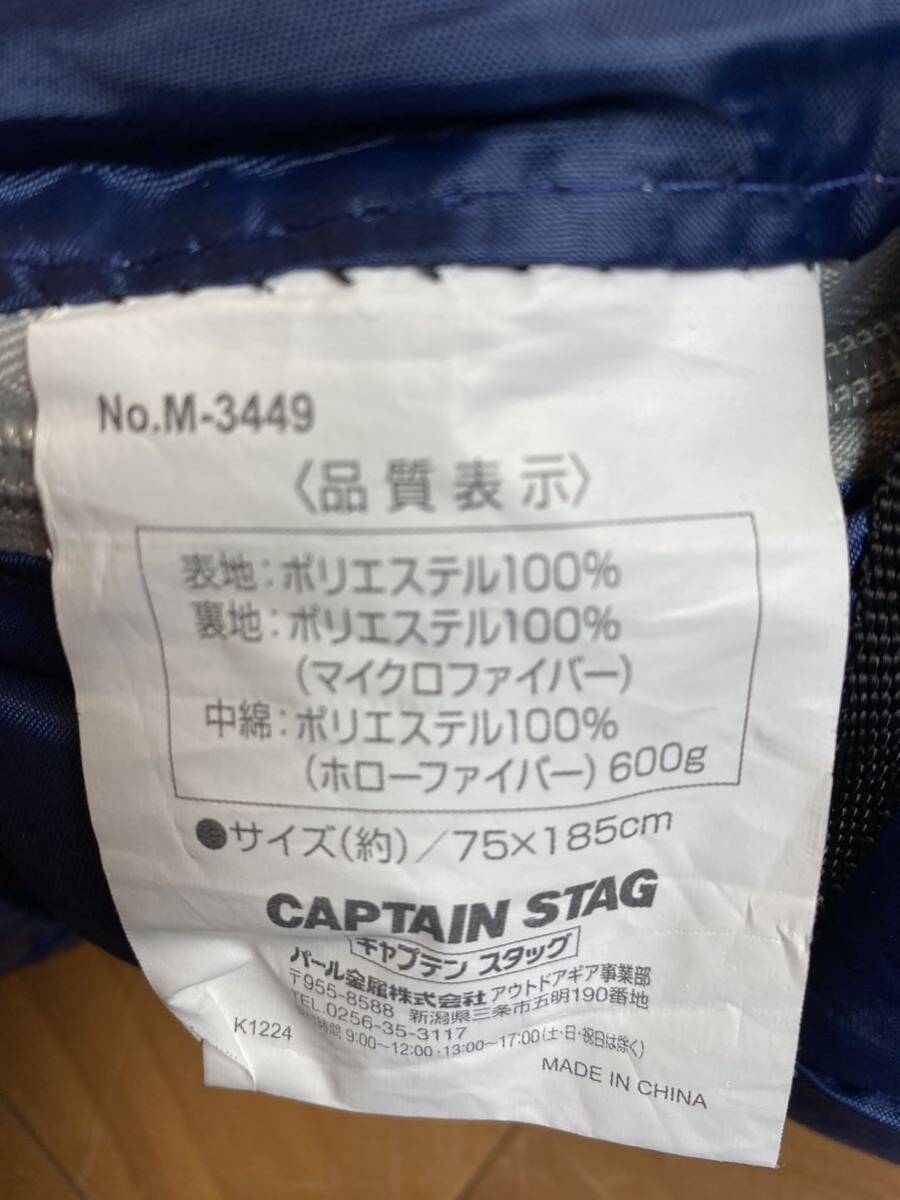 No.M-3449
〈品質表示〉
表地:ポリエステル100%
裏地:ポリエステル100%
(マイクロファイバー)
中綿:ポリエステル100%
(ホローファイバー) 600g
●サイズ(約)/75×185cm
CAPTAIN STAG
キャプテン スタッグ
パール金属株式会社 アウトドアギア事業部
〒955-8588 新潟県三条市五明190番地
TEL.0256-35-3117
9:00〜12:00・13:00〜17:00(土・日・祝日は除く)
K1224
MADE IN CHINA